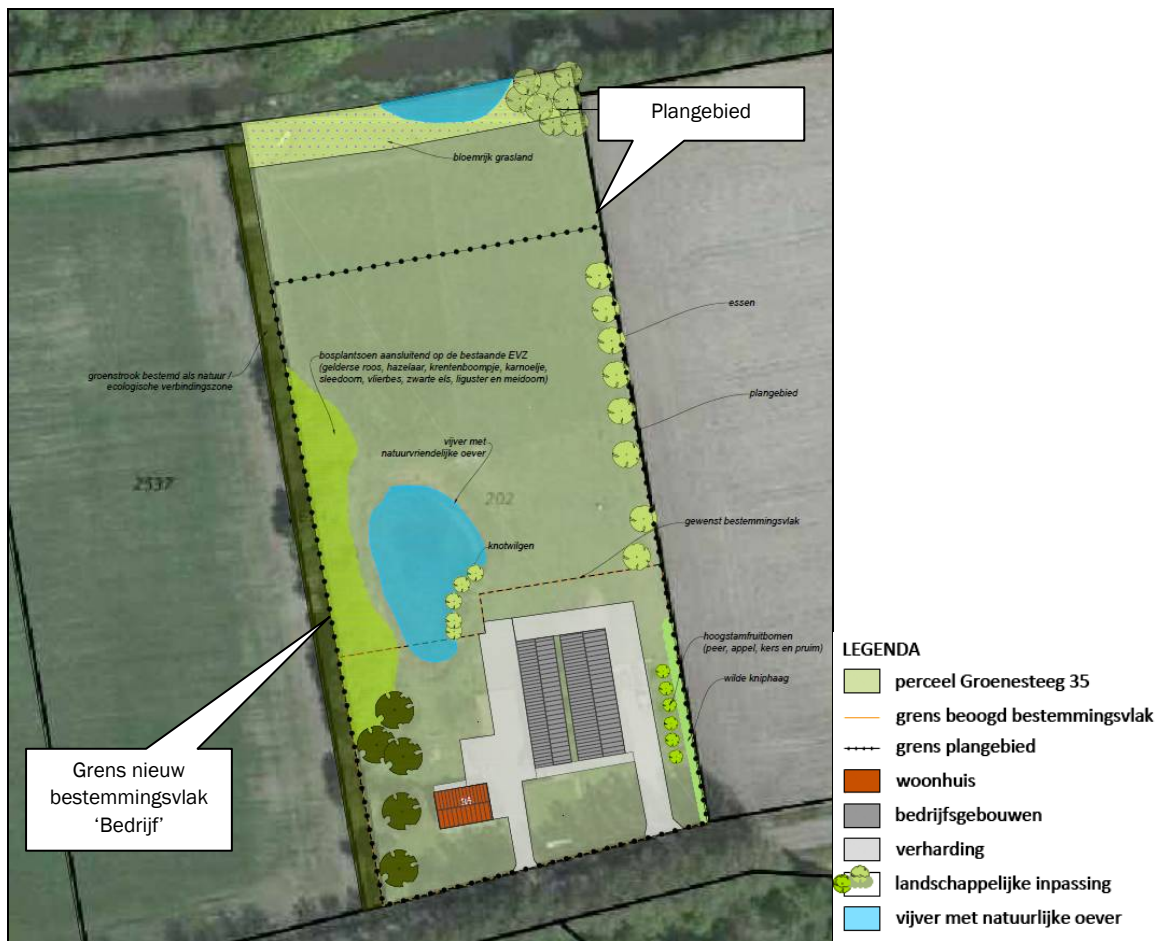 Plangebied
bloemrijk grasland
essen
bosplantsoen aansluitend op de bestaande EVZ
(gelderse roos, hazelaar, krentenboompje, karnoelje,
sleedoorn, vlierbes, zwarte els, liguster en meidoorn)
groenstrook bestemd als natuur /
ecologische verbindingszone
plangebied
vijver met
natuurvriendelijke oever
2537
202
gewenst bestemmingsvlak
knotwilgen
hoogstamfruitbomen
(peer, appel, kers en pruim)
wilde kniphaag
Grens nieuw
bestemmingsvlak
‘Bedrijf’
LEGENDA
perceel Groenesteeg 35
grens beoogd bestemmingsvlak
grens plangebied
woonhuis
bedrijfsgebouwen
verharding
landschappelijke inpassing
vijver met natuurlijke oever